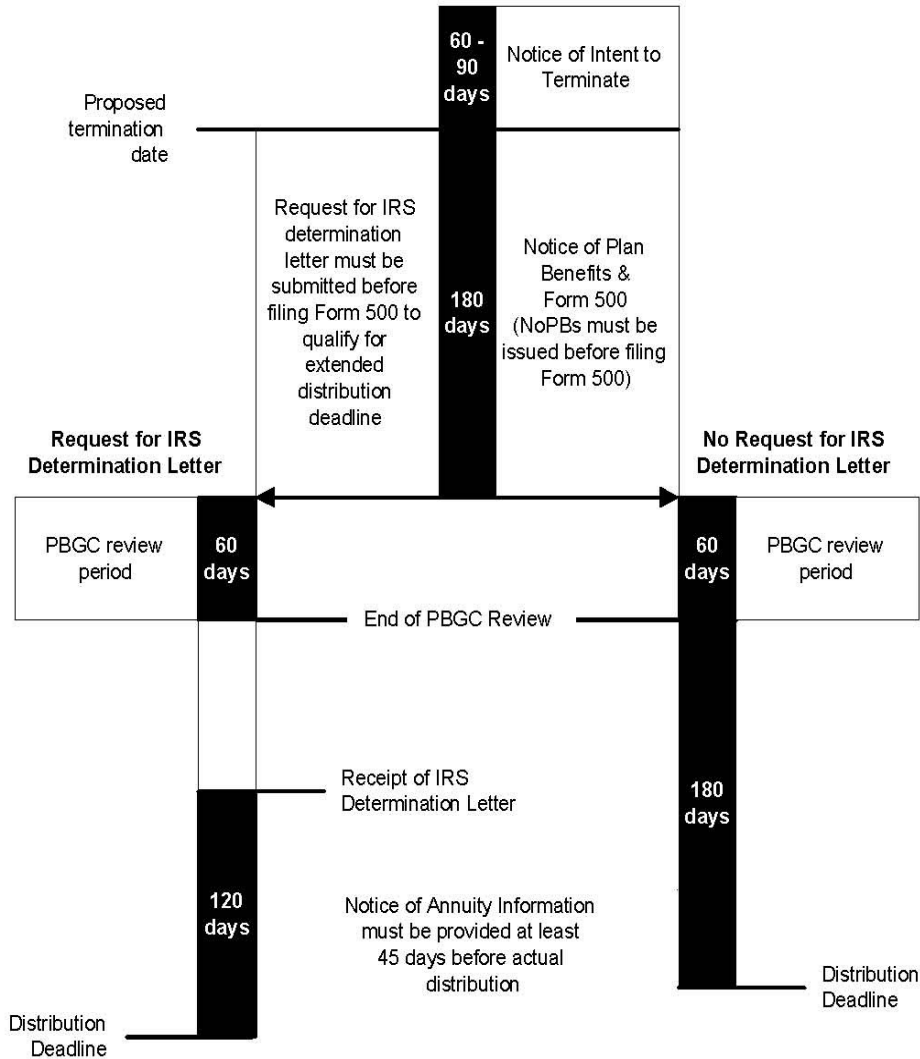 60 -
90
days
Notice of Intent to
Terminate
Proposed
termination
date
Request for IRS
determination
letter must be
submitted before
filing Form 500 to
qualify for
extended
distribution
deadline
180
days
Notice of Plan
Benefits &
Form 500
(NoPBs must be
issued before filing
Form 500)
Request for IRS
Determination Letter
No Request for IRS
Determination Letter
PBGC review
period
60
days
60
days
PBGC review
period
End of PBGC Review
Receipt of IRS
Determination Letter
180
days
120
days
Notice of Annuity Information
must be provided at least
45 days before actual
distribution
Distribution
Deadline
Distribution
Deadline